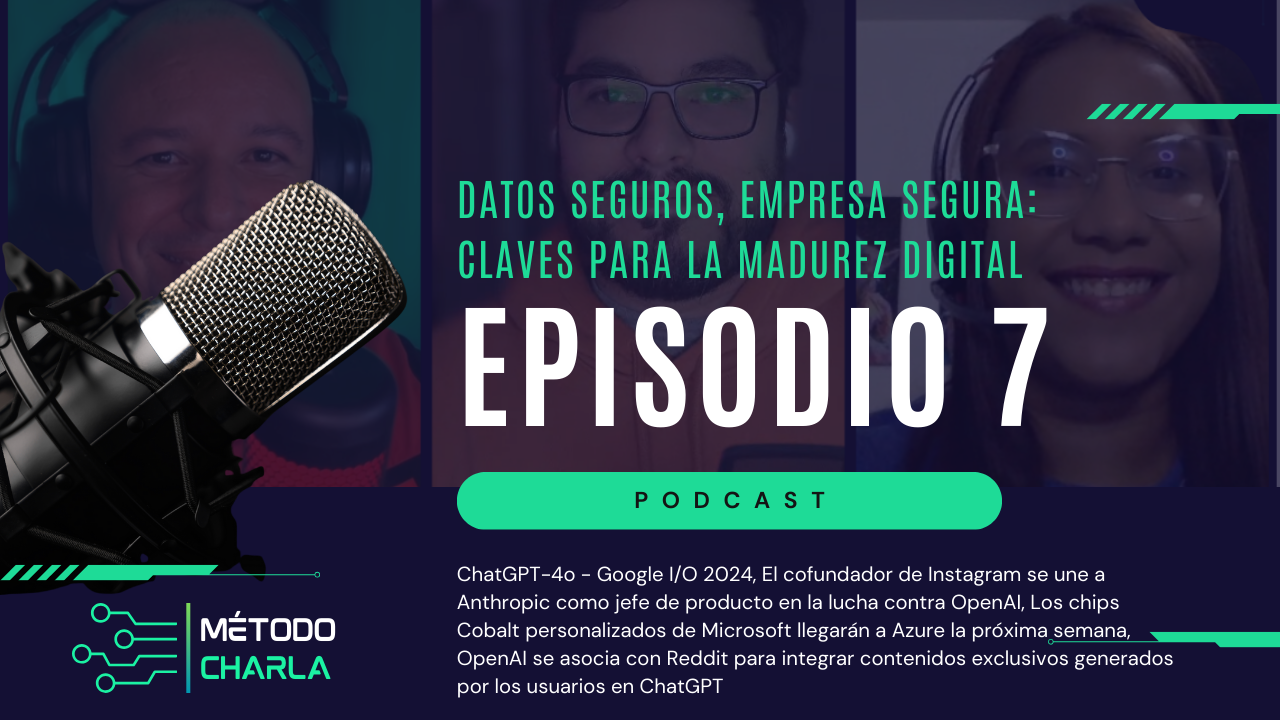 DATOS SEGUROS, EMPRESA SEGURA:
CLAVES PARA LA MADUREZ DIGITAL
EPISODIO 7
PODCAST
ChatGPT-4o - Google I/O 2024, El cofundador de Instagram se une a
Anthropic como jefe de producto en la lucha contra OpenAI, Los chips
Cobalt personalizados de Microsoft llegarán a Azure la próxima semana,
OpenAI se asocia con Reddit para integrar contenidos exclusivos generados
por los usuarios en ChatGPT
MÉTODO
CHARLA